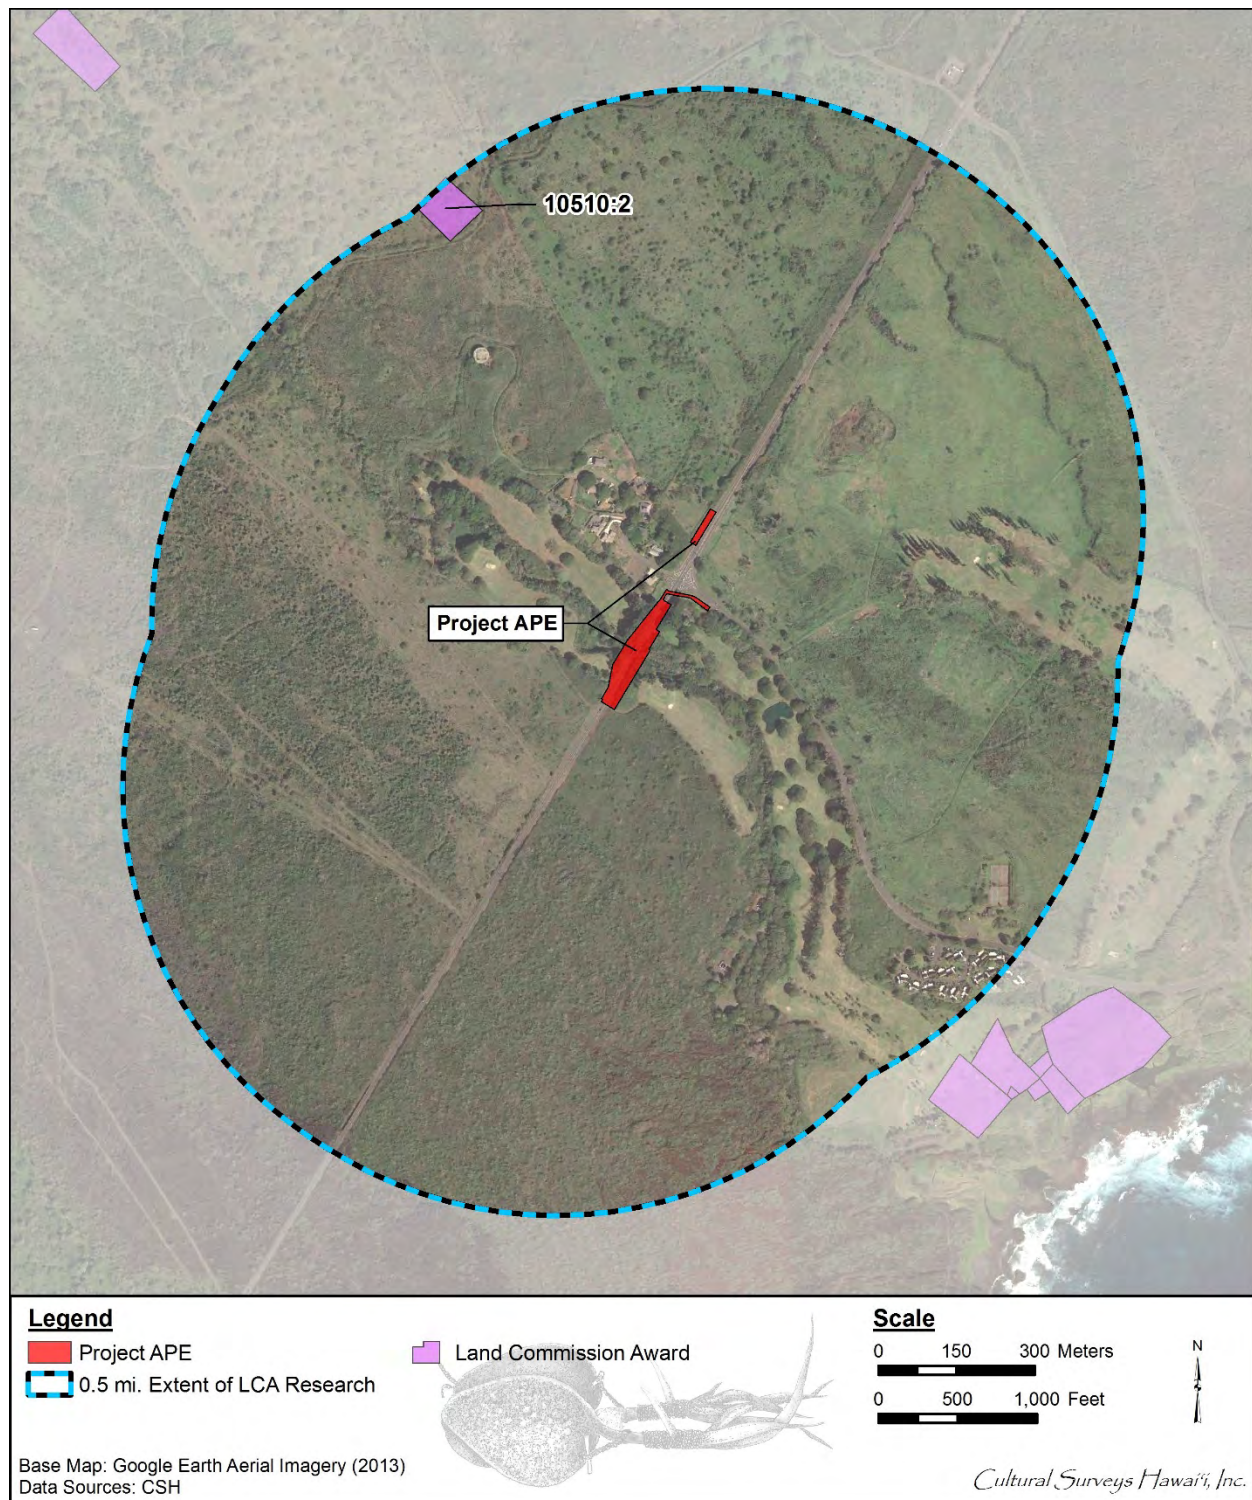 10510:2
Project APE
Legend
Project APE
Land Commission Award
0.5 mi. Extent of LCA Research
Scale
0 150 300 Meters
0 500 1,000 Feet
N
Base Map: Google Earth Aerial Imagery (2013)
Data Sources: CSH
Cultural Surveys Hawaiʻi, Inc.